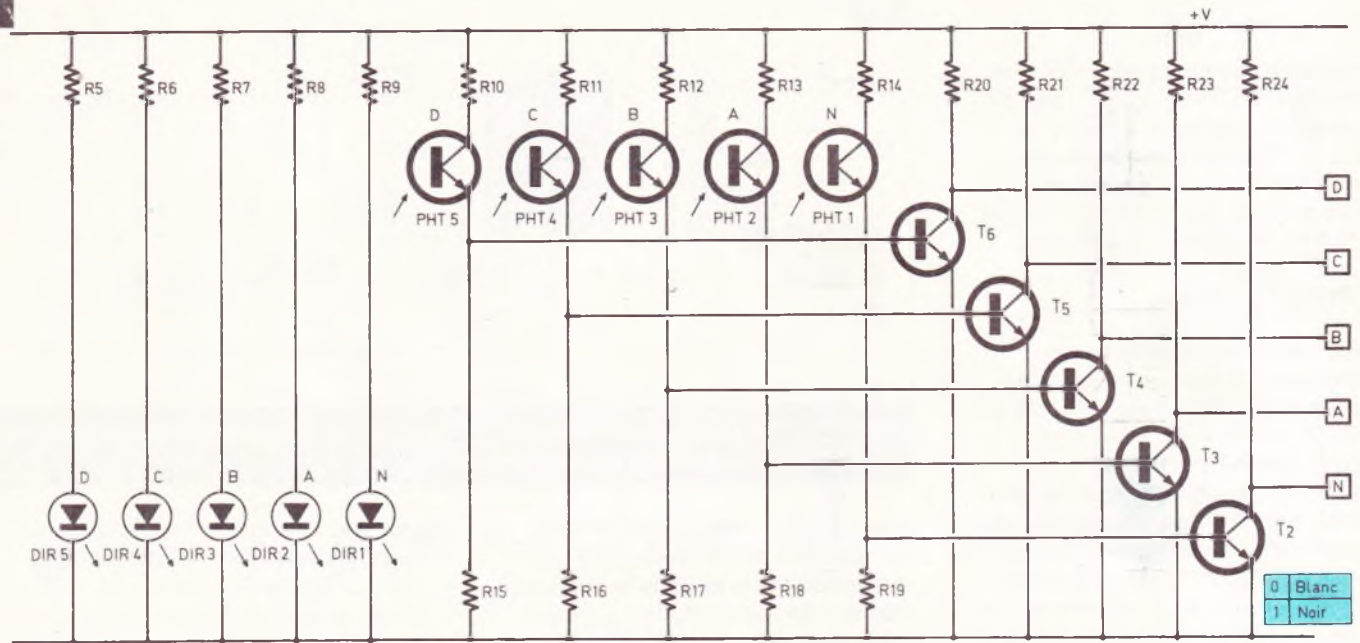 +V
R5 R6 R7 R8 R9 R10 R11 R12 R13 R14 R20 R21 R22 R23 R24
D C B A N
PHT 5 PHT 4 PHT 3 PHT 2 PHT 1
D
T6
C
T5
B
T4
A
T3
D C B A N
N
T2
DIR 5 DIR 4 DIR 3 DIR 2 DIR 1
R15 R16 R17 R18 R19
0 Blanc
1 Noir